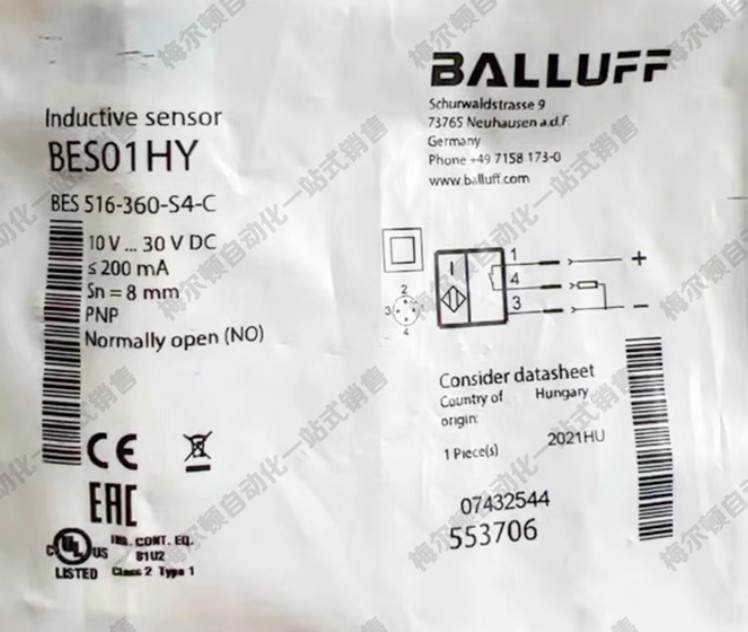 BALLUFF
Schurwaldstrasse 9
73765 Neuhausen a.d.F.
Germany
Phone +49 7158 173-0
www.balluff.com
Inductive sensor
BES01HY
BES 516-360-S4-C
10 V ... 30 V DC
≤ 200 mA
Sn = 8 mm
PNP
Normally open (NO)
1
4
3
+
−
2
3
1
4
Consider datasheet
Country of origin: Hungary
1 Piece(s) 2021HU
07432544
553706
CE
EAC
C UL US
LISTED
IND. CONT. EQ.
81U2
Class 2 Type 1
梅尔顿自动化一站式销售